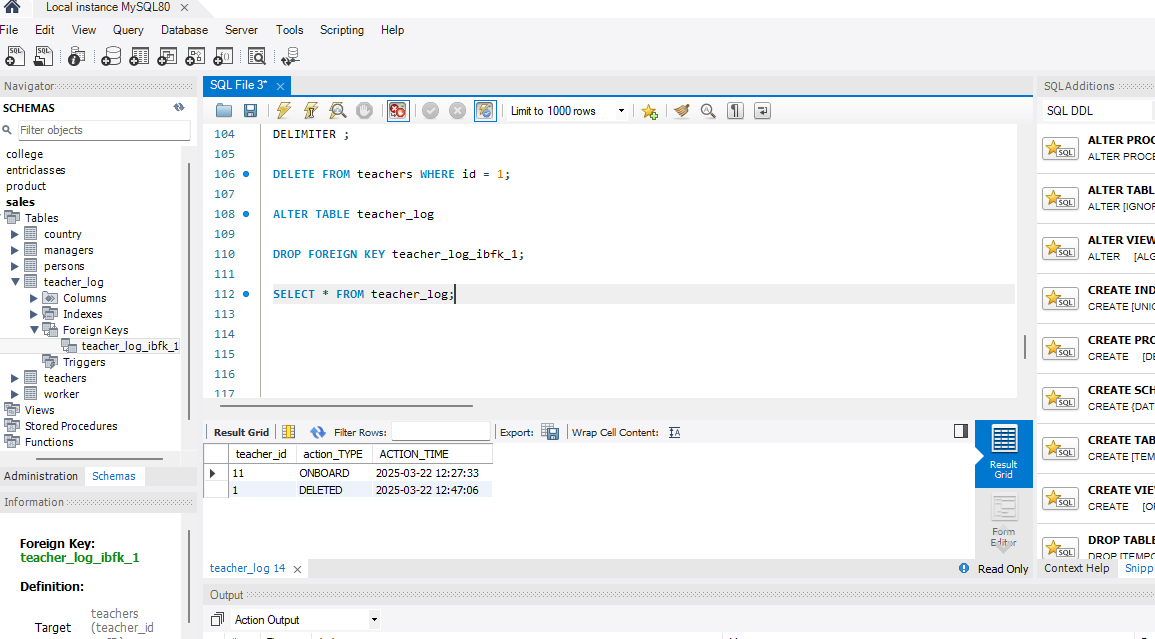 Local instance MySQL80
File Edit View Query Database Server Tools Scripting Help
Navigator
SCHEMAS
Filter objects
college
entriclasses
product
sales
Tables
country
managers
persons
teacher_log
Columns
Indexes
Foreign Keys
teacher_log_ibfk_1
Triggers
teachers
worker
Views
Stored Procedures
Functions
Administration Schemas
Information
Foreign Key:
teacher_log_ibfk_1
Definition:
Target teachers
(teacher_id
SQL File 3*
Limit to 1000 rows
104 DELIMITER ;
105
106 DELETE FROM teachers WHERE id = 1;
107
108 ALTER TABLE teacher_log
109
110 DROP FOREIGN KEY teacher_log_ibfk_1;
111
112 SELECT * FROM teacher_log;
113
114
115
116
117
Result Grid Filter Rows: Export: Wrap Cell Content:
teacher_id action_TYPE ACTION_TIME
11 ONBOARD 2025-03-22 12:27:33
1 DELETED 2025-03-22 12:47:06
Result
Grid
Form
Editor
teacher_log 14
Read Only
Output
Action Output
SQLAdditions
SQL DDL
ALTER PROC
ALTER PROCE
ALTER TABL
ALTER [IGNOR
ALTER VIEW
ALTER [ALG
CREATE IND
CREATE [UNIQ
CREATE PRO
CREATE [DE
CREATE SCH
CREATE {DAT
CREATE TAB
CREATE [TEM
CREATE VIE
CREATE [OR
DROP TABLE
DROP [TEMPO
Context Help Snipp